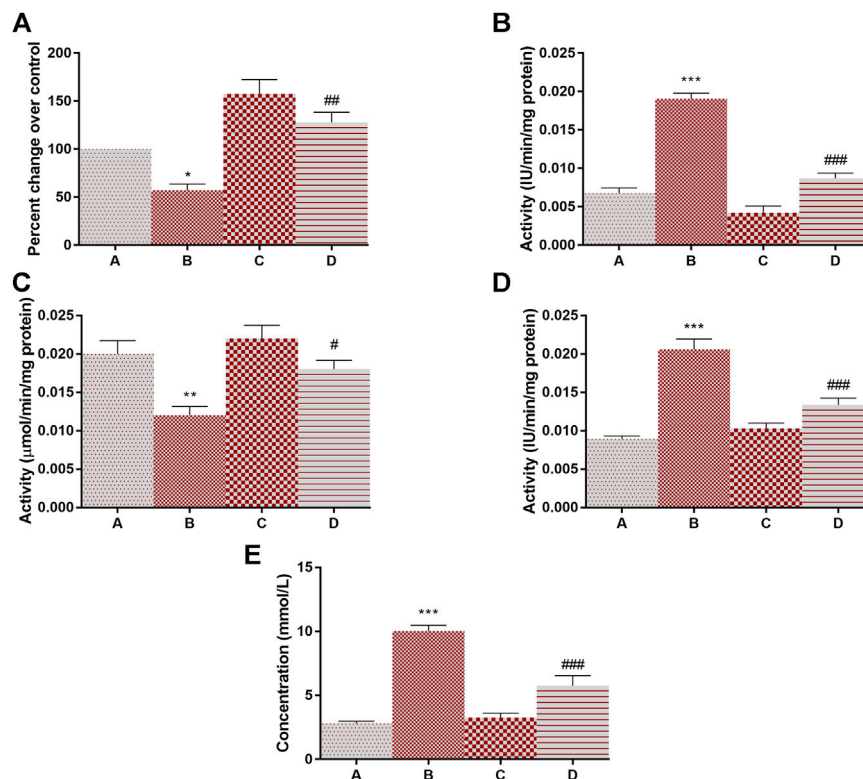 A
Percent change over control
200
150
100
50
0
*
##
A B C D
B
Activity (IU/min/mg protein)
0.025
0.020
0.015
0.010
0.005
0.000
***
###
A B C D
C
Activity (μmol/min/mg protein)
0.025
0.020
0.015
0.010
0.005
0.000
**
#
A B C D
D
Activity (IU/min/mg protein)
0.025
0.020
0.015
0.010
0.005
0.000
***
###
A B C D
E
Concentration (mmol/L)
15
10
5
0
***
###
A B C D